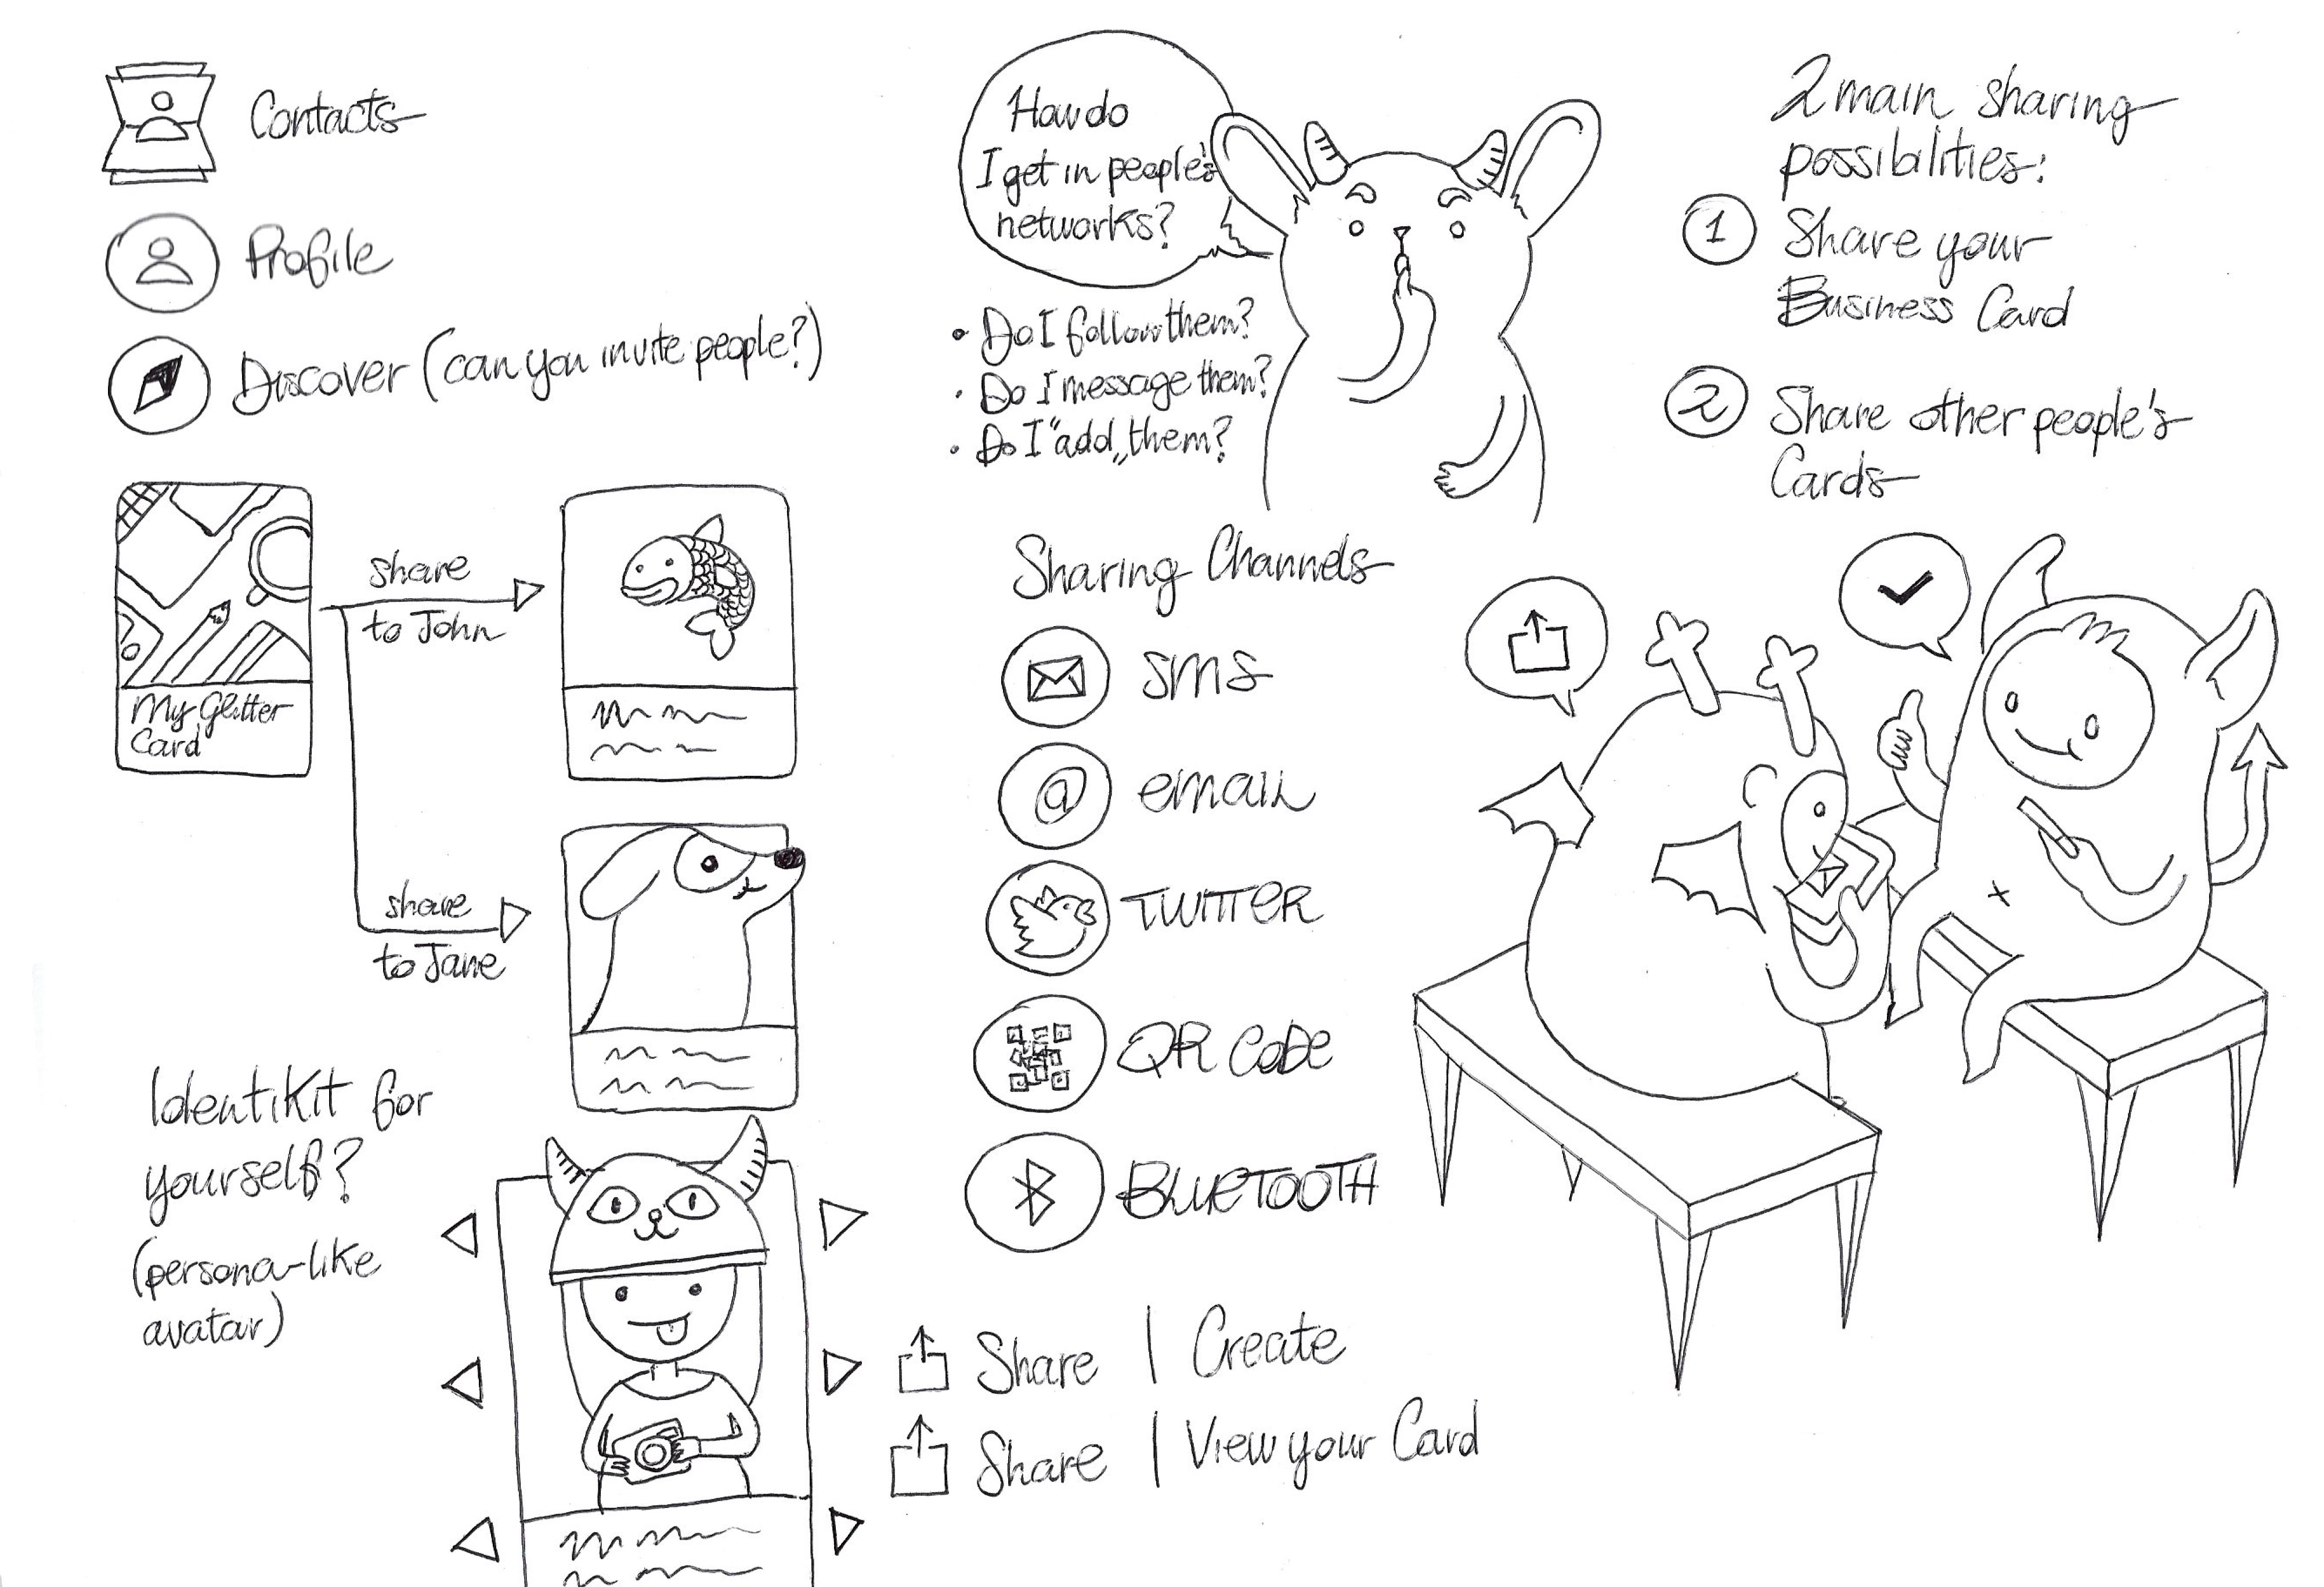 Contacts
Profile
Discover (can you invite people?)
share
to John
My Glitter
Card
share
to Jane
Identikit for
yourself?
(persona-like
avatar)
How do
I get in people's
networks?
• Do I follow them?
• Do I message them?
• Do I "add„ them?
Sharing Channels
SMS
@ email
TWITTER
QR CODE
BLUETOOTH
Share | Create
Share | View your Card
2 main sharing
possibilities:
1 Share your
Business Card
2 Share other people's
Cards